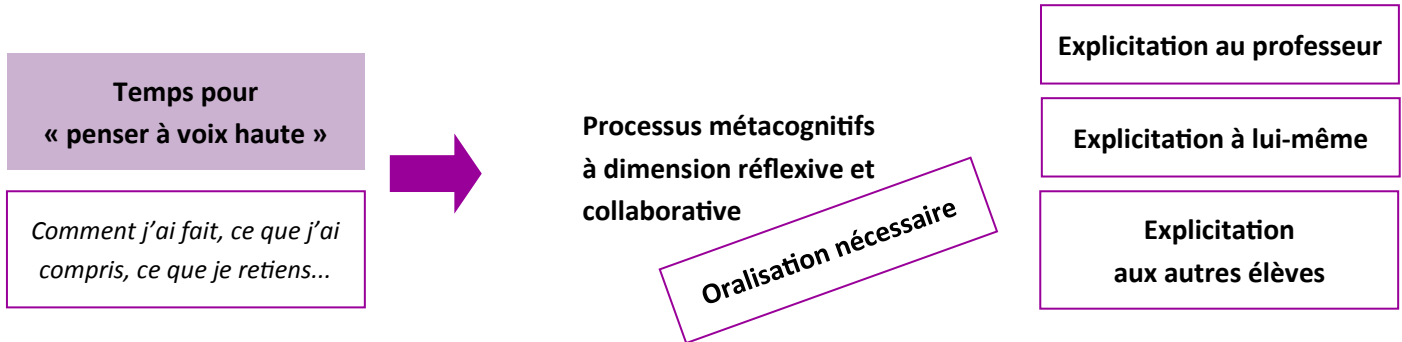 Temps pour
« penser à voix haute »
Comment j’ai fait, ce que j’ai
compris, ce que je retiens...
Processus métacognitifs
à dimension réflexive et
collaborative
Oralisation nécessaire
Explicitation au professeur
Explicitation à lui-même
Explicitation
aux autres élèves